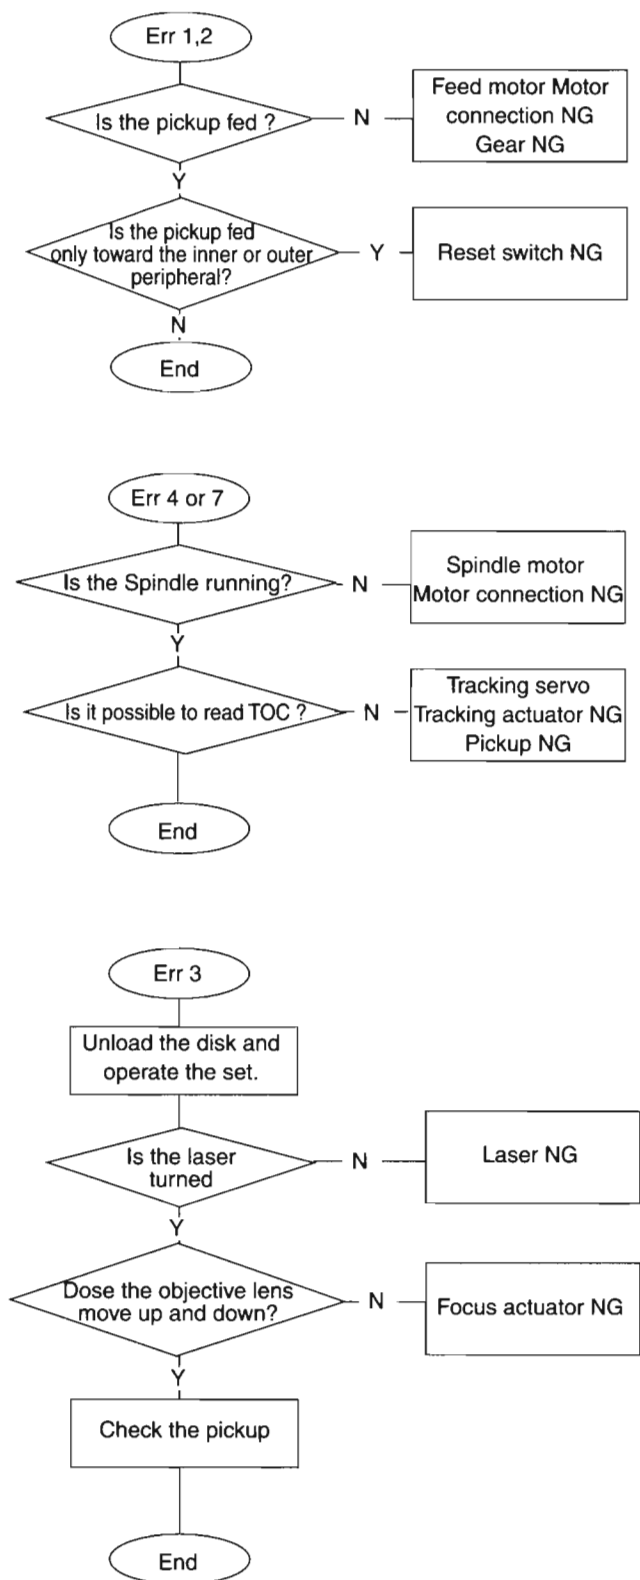 Err 1,2
Is the pickup fed ?
N
Feed motor Motor
connection NG
Gear NG
Y
Is the pickup fed
only toward the inner or outer
peripheral?
Y
Reset switch NG
N
End
Err 4 or 7
Is the Spindle running?
N
Spindle motor
Motor connection NG
Y
Is it possible to read TOC ?
N
Tracking servo
Tracking actuator NG
Pickup NG
End
Err 3
Unload the disk and
operate the set.
Is the laser
turned
N
Laser NG
Y
Dose the objective lens
move up and down?
N
Focus actuator NG
Y
Check the pickup
End